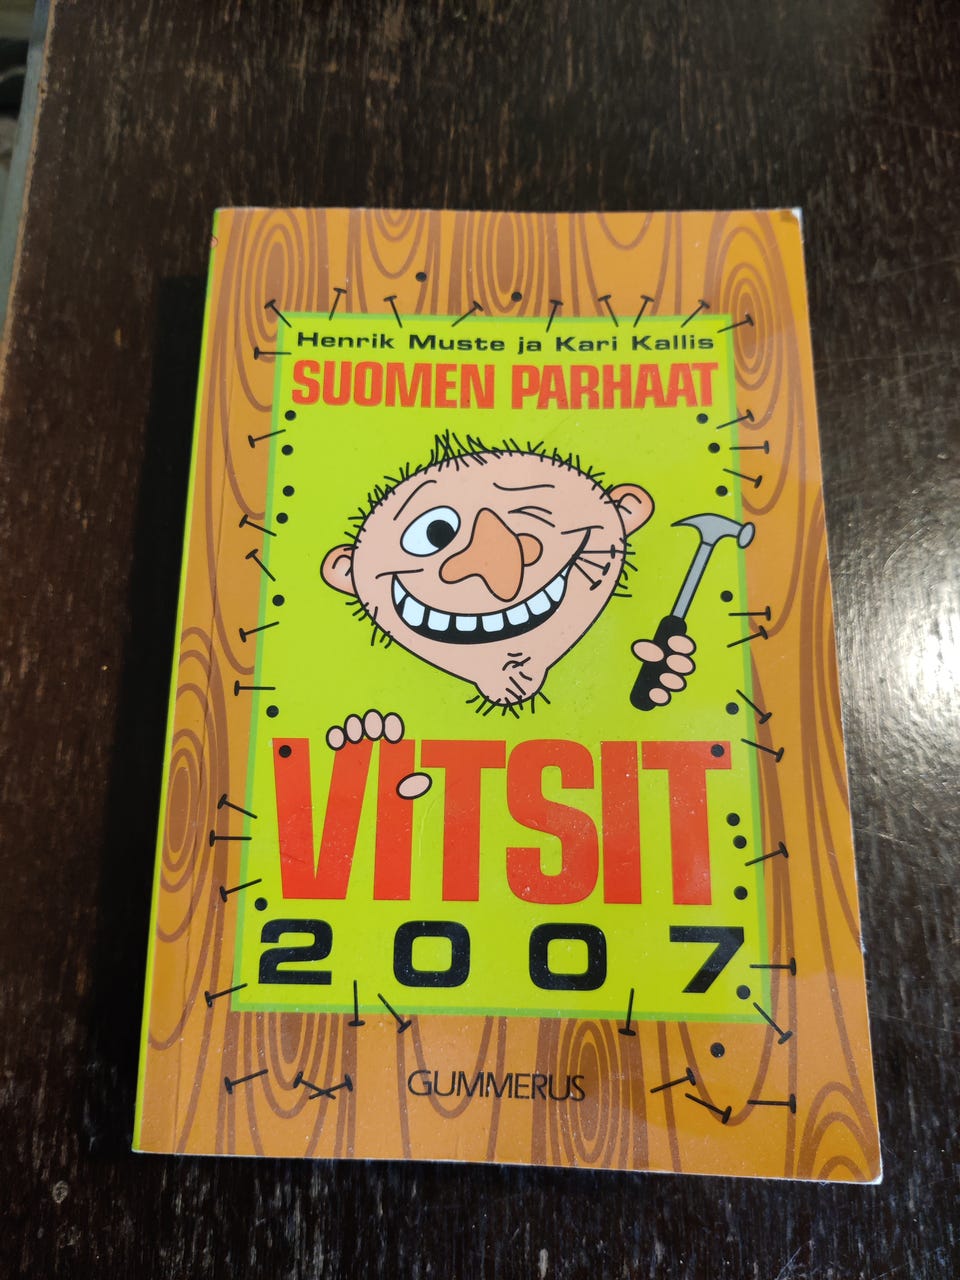 Henrik Muste ja Kari Kallis
SUOMEN PARHAAT
VITSIT
2007
GUMMERUS